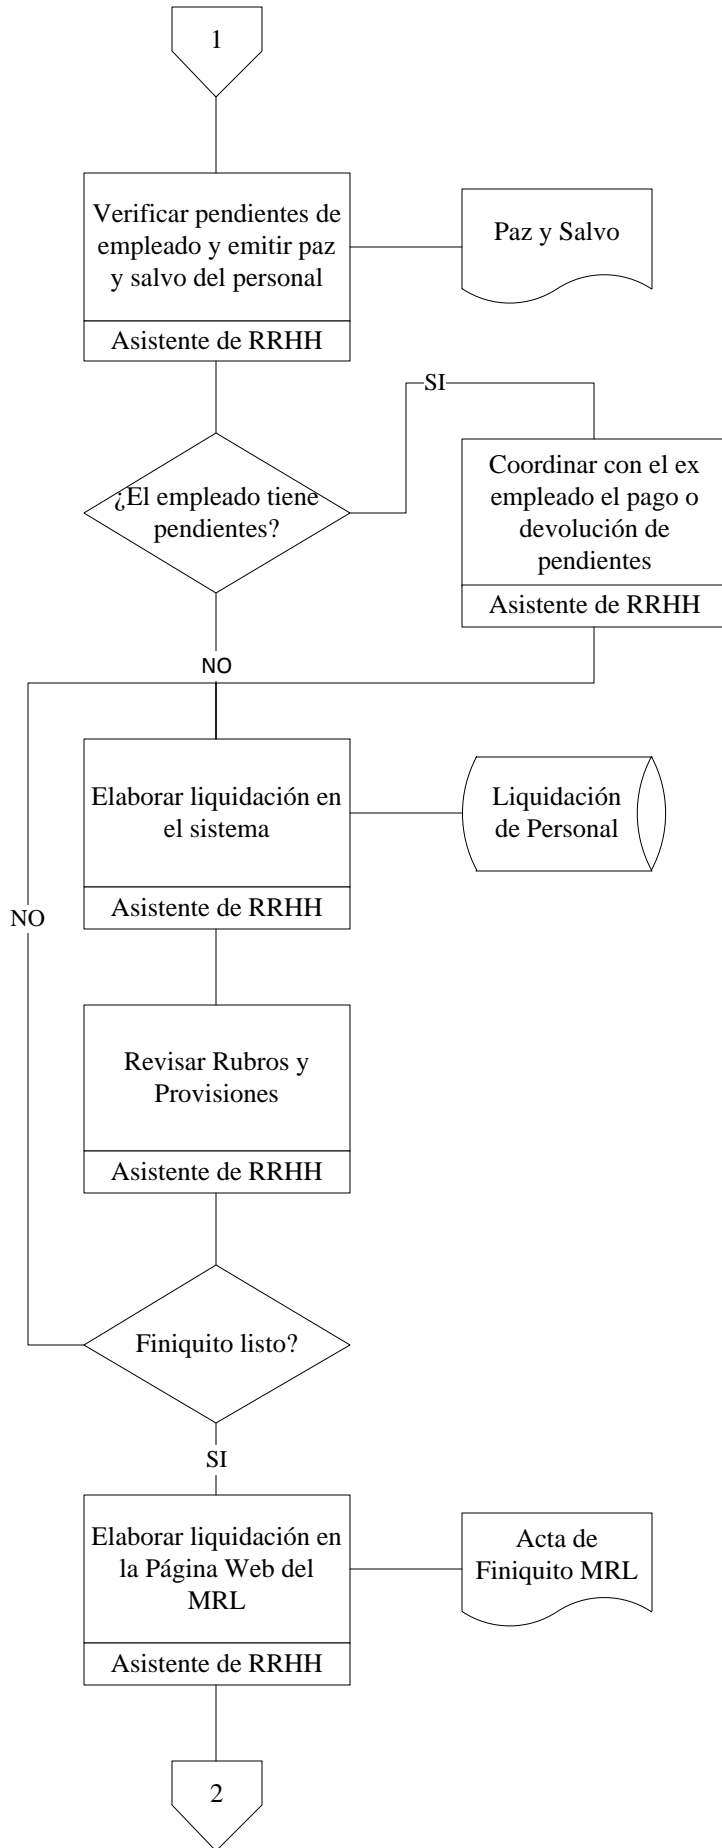 1
Verificar pendientes de
empleado y emitir paz
y salvo del personal
Asistente de RRHH
Paz y Salvo
¿El empleado tiene
pendientes?
SI
Coordinar con el ex
empleado el pago o
devolución de
pendientes
Asistente de RRHH
NO
Elaborar liquidación en
el sistema
Asistente de RRHH
Liquidación
de Personal
NO
Revisar Rubros y
Provisiones
Asistente de RRHH
Finiquito listo?
SI
Elaborar liquidación en
la Página Web del
MRL
Asistente de RRHH
Acta de
Finiquito MRL
2